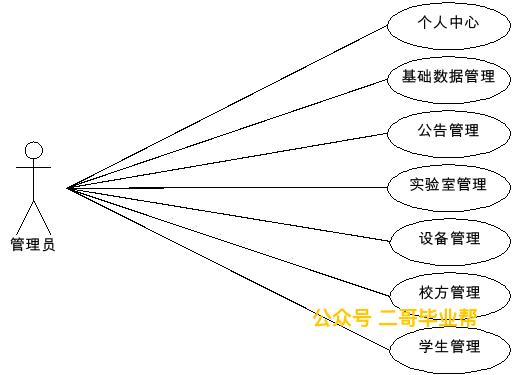 个人中心
基础数据管理
公告管理
实验室管理
设备管理
管理员
校方管理
公众号 二哥毕业帮
学生管理